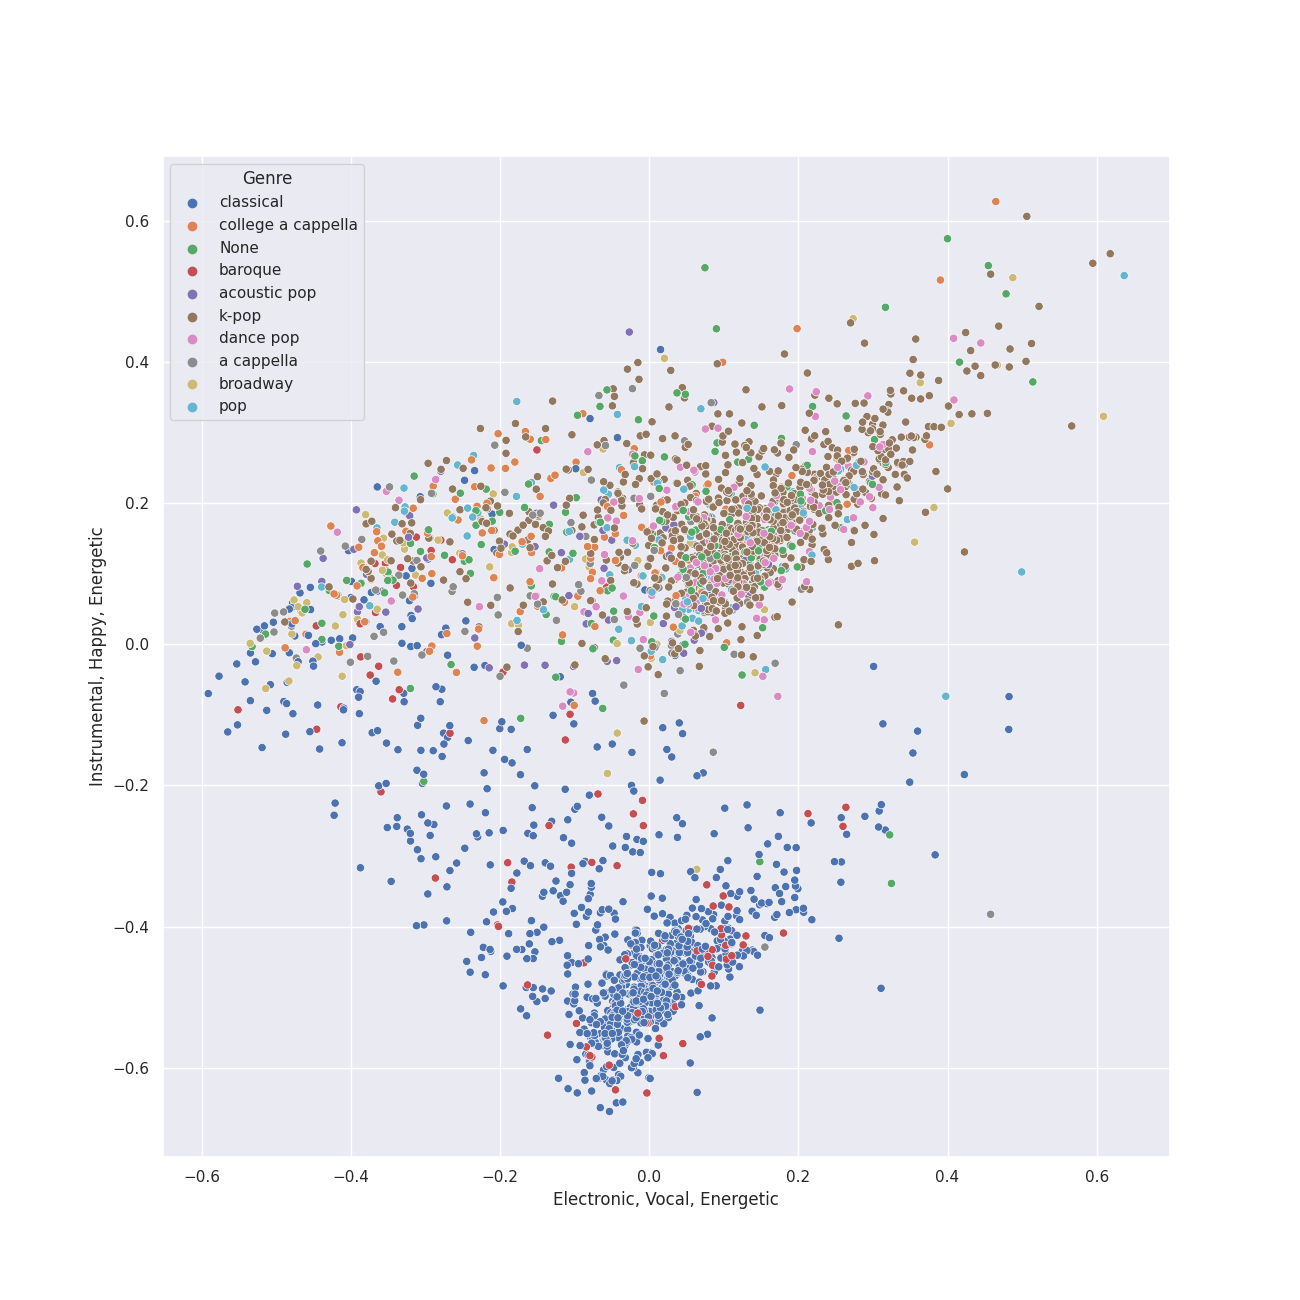 Genre
classical
college a cappella
None
baroque
acoustic pop
k-pop
dance pop
a cappella
broadway
pop
0.6
0.4
0.2
0.0
−0.2
−0.4
−0.6
Instrumental, Happy, Energetic
−0.6 −0.4 −0.2 0.0 0.2 0.4 0.6
Electronic, Vocal, Energetic